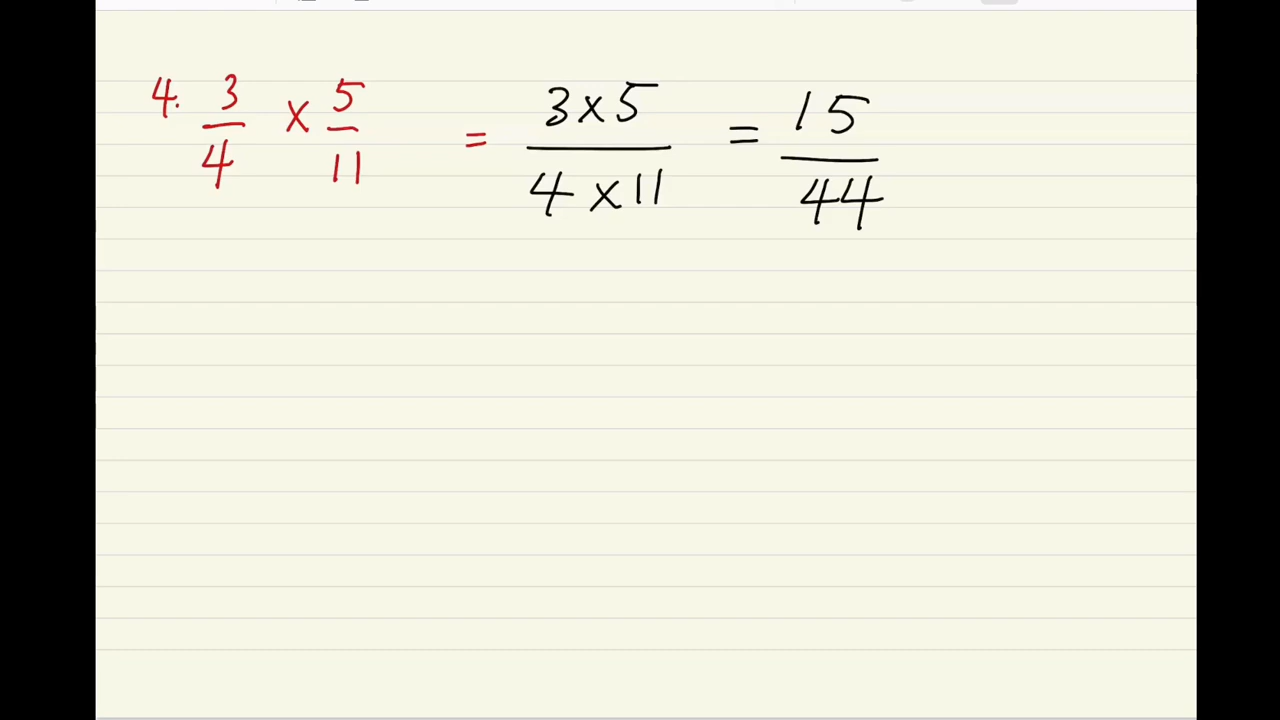 4. 3/4 x 5/11 = 3x5/4x11 = 15/44